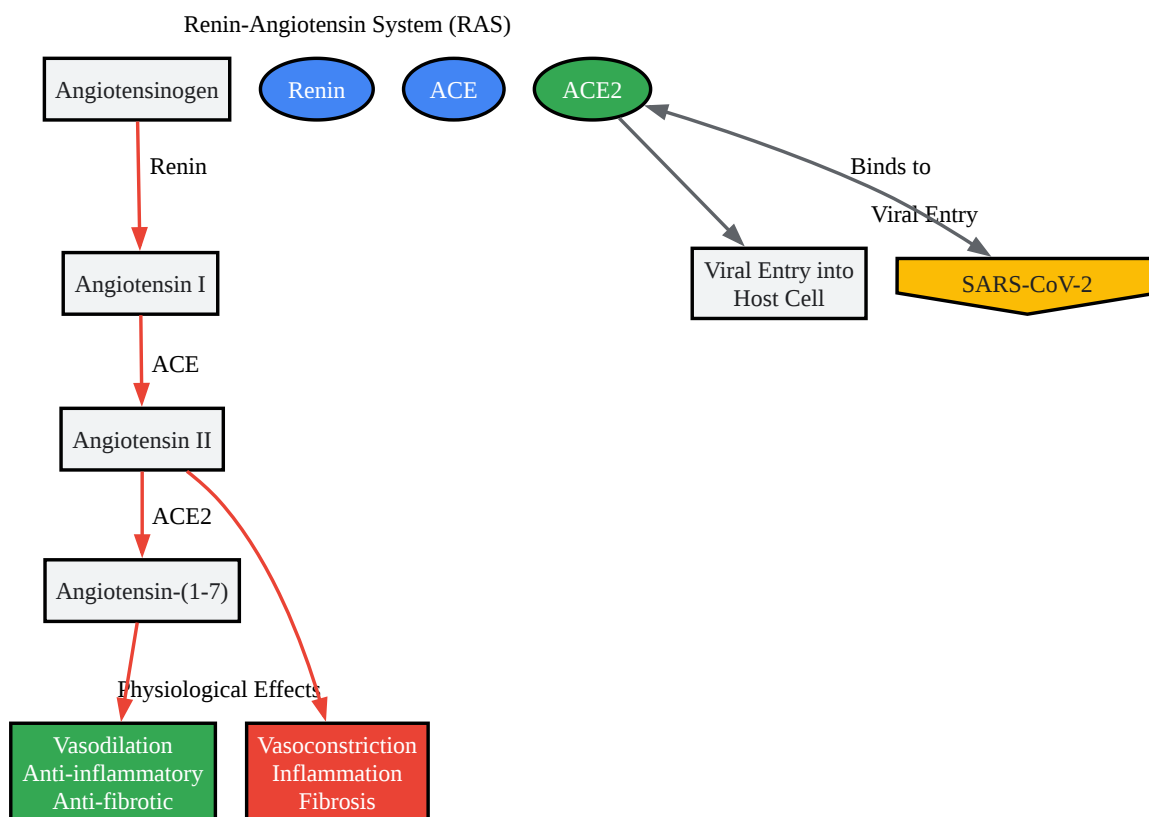 Renin-Angiotensin System (RAS)
Angiotensinogen
Renin
ACE
ACE2
Renin
Binds to
Viral Entry
Angiotensin I
Viral Entry into
Host Cell
SARS-CoV-2
ACE
Angiotensin II
ACE2
Angiotensin-(1-7)
Physiological Effects
Vasodilation
Anti-inflammatory
Anti-fibrotic
Vasoconstriction
Inflammation
Fibrosis